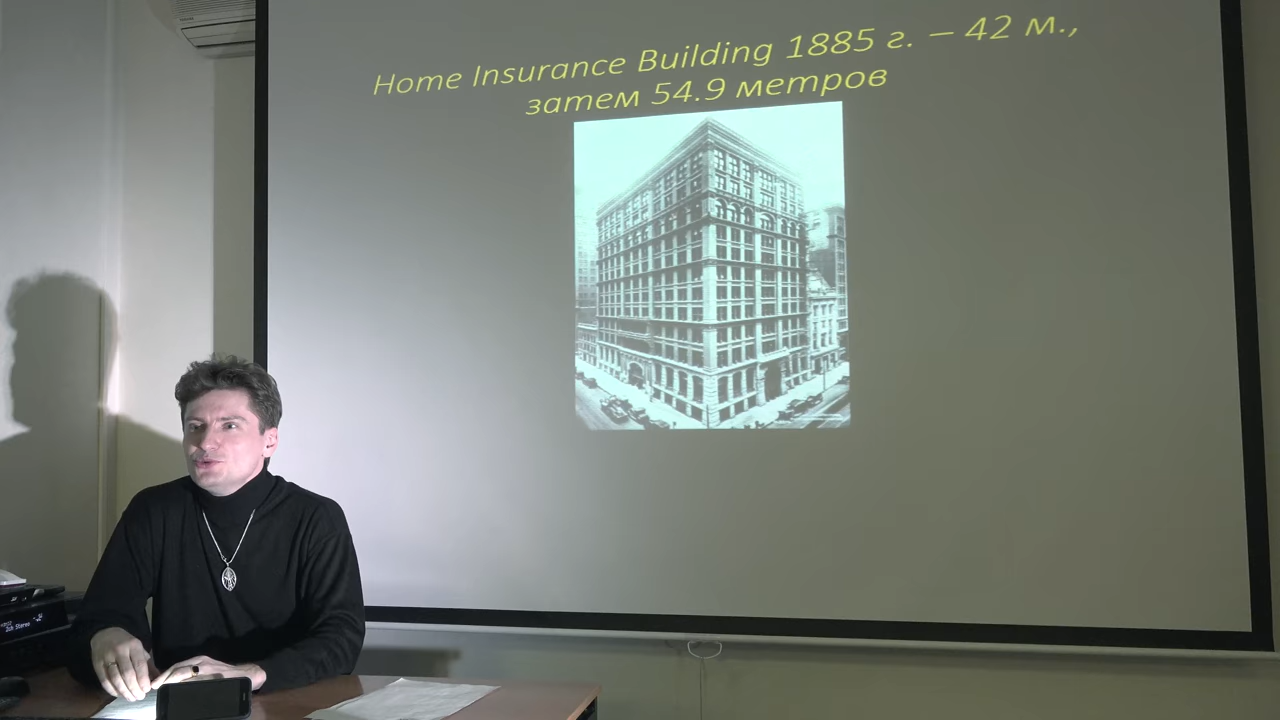 Home Insurance Building 1885 г. – 42 м.,
затем 54.9 метров